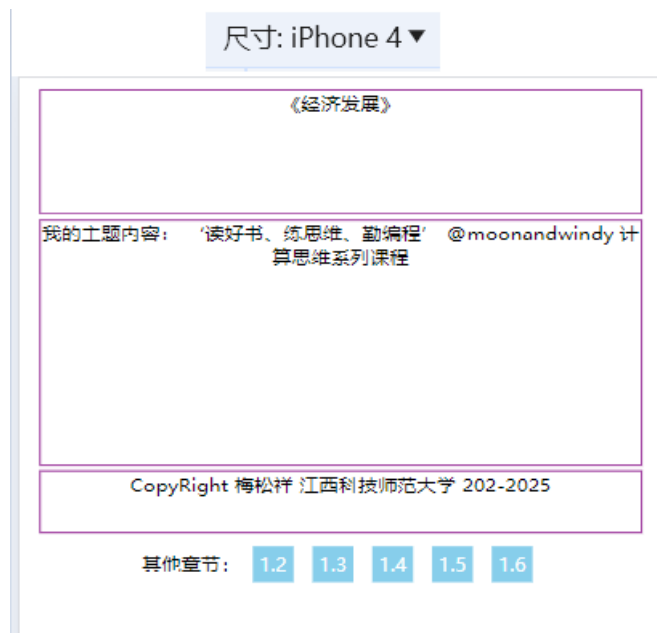 尺寸: iPhone 4▼
《经济发展》
我的主题内容： ‘读好书、练思维、勤编程’ @moonandwindy 计
算思维系列课程
CopyRight 梅松祥 江西科技师范大学 202-2025
其他章节： 1.2 1.3 1.4 1.5 1.6